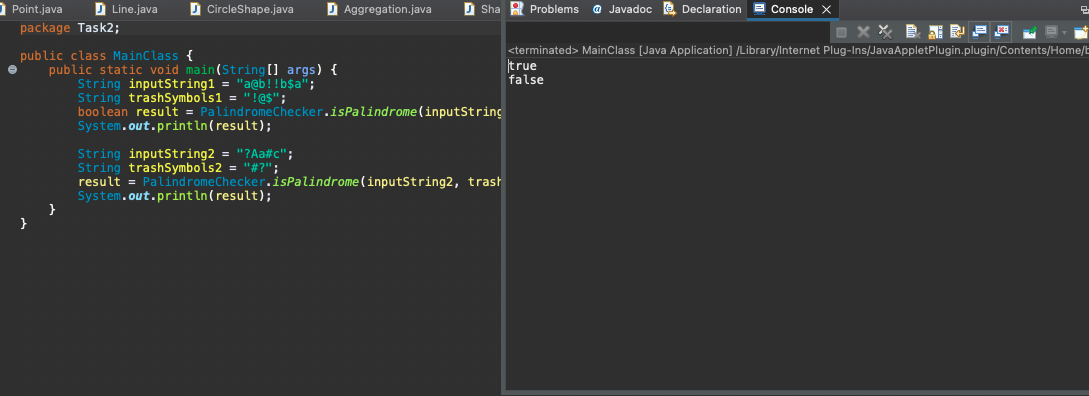 Point.java Line.java CircleShape.java Aggregation.java Sha
package Task2;
public class MainClass {
public static void main(String[] args) {
String inputString1 = "a@b!!b$a";
String trashSymbols1 = "!@$";
boolean result = PalindromeChecker.isPalindrome(inputString
System.out.println(result);
String inputString2 = "?Aa#c";
String trashSymbols2 = "#?";
result = PalindromeChecker.isPalindrome(inputString2, trash
System.out.println(result);
}
}
Problems @ Javadoc Declaration Console
<terminated> MainClass [Java Application] /Library/Internet Plug-Ins/JavaAppletPlugin.plugin/Contents/Home/b
true
false